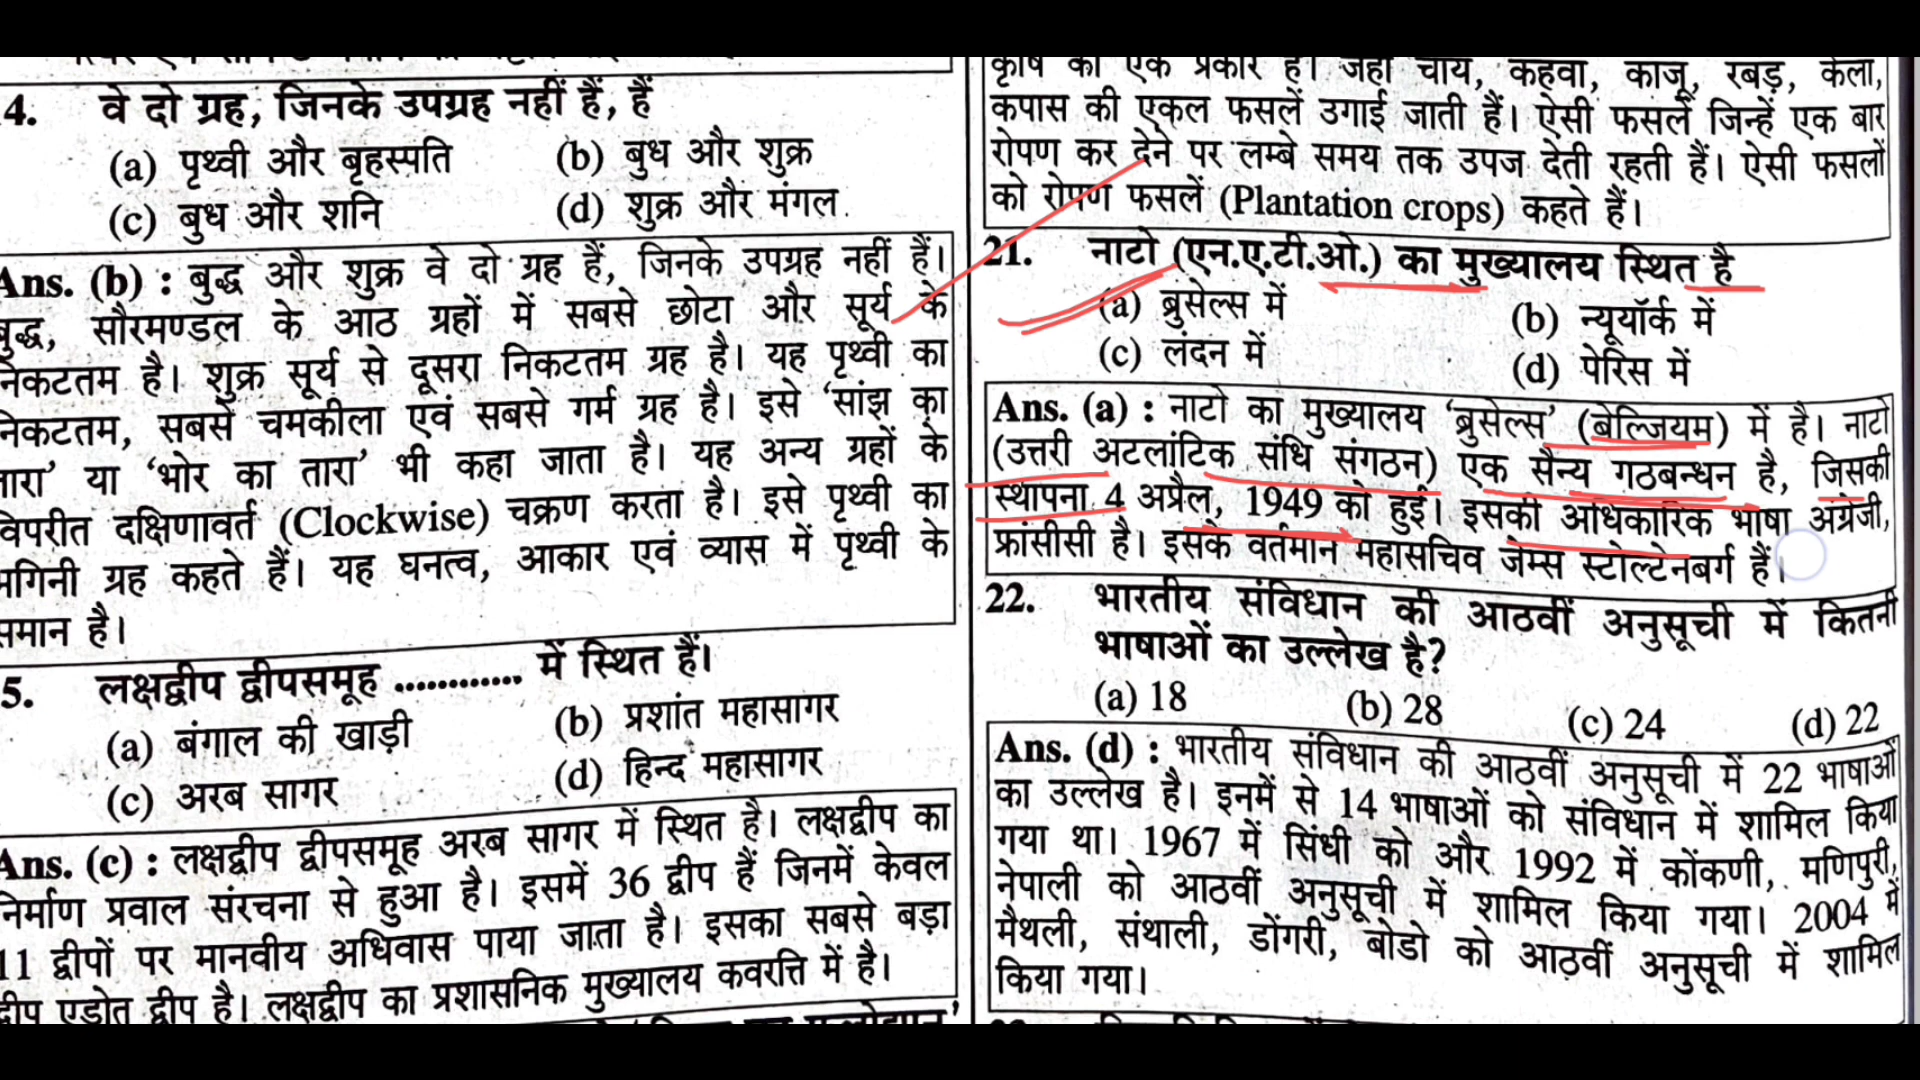 4. वे दो ग्रह, जिनके उपग्रह नहीं हैं, हैं
(a) पृथ्वी और बृहस्पति (b) बुध और शुक्र
(c) बुध और शनि (d) शुक्र और मंगल
Ans. (b) : बुद्ध और शुक्र वे दो ग्रह हैं, जिनके उपग्रह नहीं हैं।
बुद्ध, सौरमण्डल के आठ ग्रहों में सबसे छोटा और सूर्य के
निकटतम है। शुक्र सूर्य से दूसरा निकटतम ग्रह है। यह पृथ्वी का
निकटतम, सबसे चमकीला एवं सबसे गर्म ग्रह है। इसे ‘सांझ का
तारा’ या ‘भोर का तारा’ भी कहा जाता है। यह अन्य ग्रहों के
विपरीत दक्षिणावर्त (Clockwise) चक्रण करता है। इसे पृथ्वी का
भगिनी ग्रह कहते हैं। यह घनत्व, आकार एवं व्यास में पृथ्वी के
समान है।
5. लक्षद्वीप द्वीपसमूह ............ में स्थित हैं।
(a) बंगाल की खाड़ी (b) प्रशांत महासागर
(c) अरब सागर (d) हिन्द महासागर
Ans. (c) : लक्षद्वीप द्वीपसमूह अरब सागर में स्थित है। लक्षद्वीप का
निर्माण प्रवाल संरचना से हुआ है। इसमें 36 द्वीप हैं जिनमें केवल
11 द्वीपों पर मानवीय अधिवास पाया जाता है। इसका सबसे बड़ा
द्वीप एडोत द्वीप है। लक्षद्वीप का प्रशासनिक मुख्यालय कवरत्ति में है।
कृषि का एक प्रकार है। जहां चाय, कहवा, काजू, रबड़, केला,
कपास की एकल फसलें उगाई जाती हैं। ऐसी फसलें जिन्हें एक बार
रोपण कर देने पर लम्बे समय तक उपज देती रहती हैं। ऐसी फसलों
को रोपण फसलें (Plantation crops) कहते हैं।
21. नाटो (एन.ए.टी.ओ.) का मुख्यालय स्थित है
(a) ब्रुसेल्स में (b) न्यूयॉर्क में
(c) लंदन में (d) पेरिस में
Ans. (a) : नाटो का मुख्यालय ‘ब्रुसेल्स’ (बेल्जियम) में है। नाटो
(उत्तरी अटलांटिक संधि संगठन) एक सैन्य गठबन्धन है, जिसकी
स्थापना 4 अप्रैल, 1949 को हुई। इसकी अधिकारिक भाषा अंग्रेजी,
फ्रांसीसी है। इसके वर्तमान महासचिव जेम्स स्टोल्टेनबर्ग हैं।
22. भारतीय संविधान की आठवीं अनुसूची में कितनी
भाषाओं का उल्लेख है?
(a) 18 (b) 28 (c) 24 (d) 22
Ans. (d) : भारतीय संविधान की आठवीं अनुसूची में 22 भाषाओं
का उल्लेख है। इनमें से 14 भाषाओं को संविधान में शामिल किया
गया था। 1967 में सिंधी को और 1992 में कोंकणी, मणिपुरी,
नेपाली को आठवीं अनुसूची में शामिल किया गया। 2004 में
मैथली, संथाली, डोंगरी, बोडो को आठवीं अनुसूची में शामिल
किया गया।